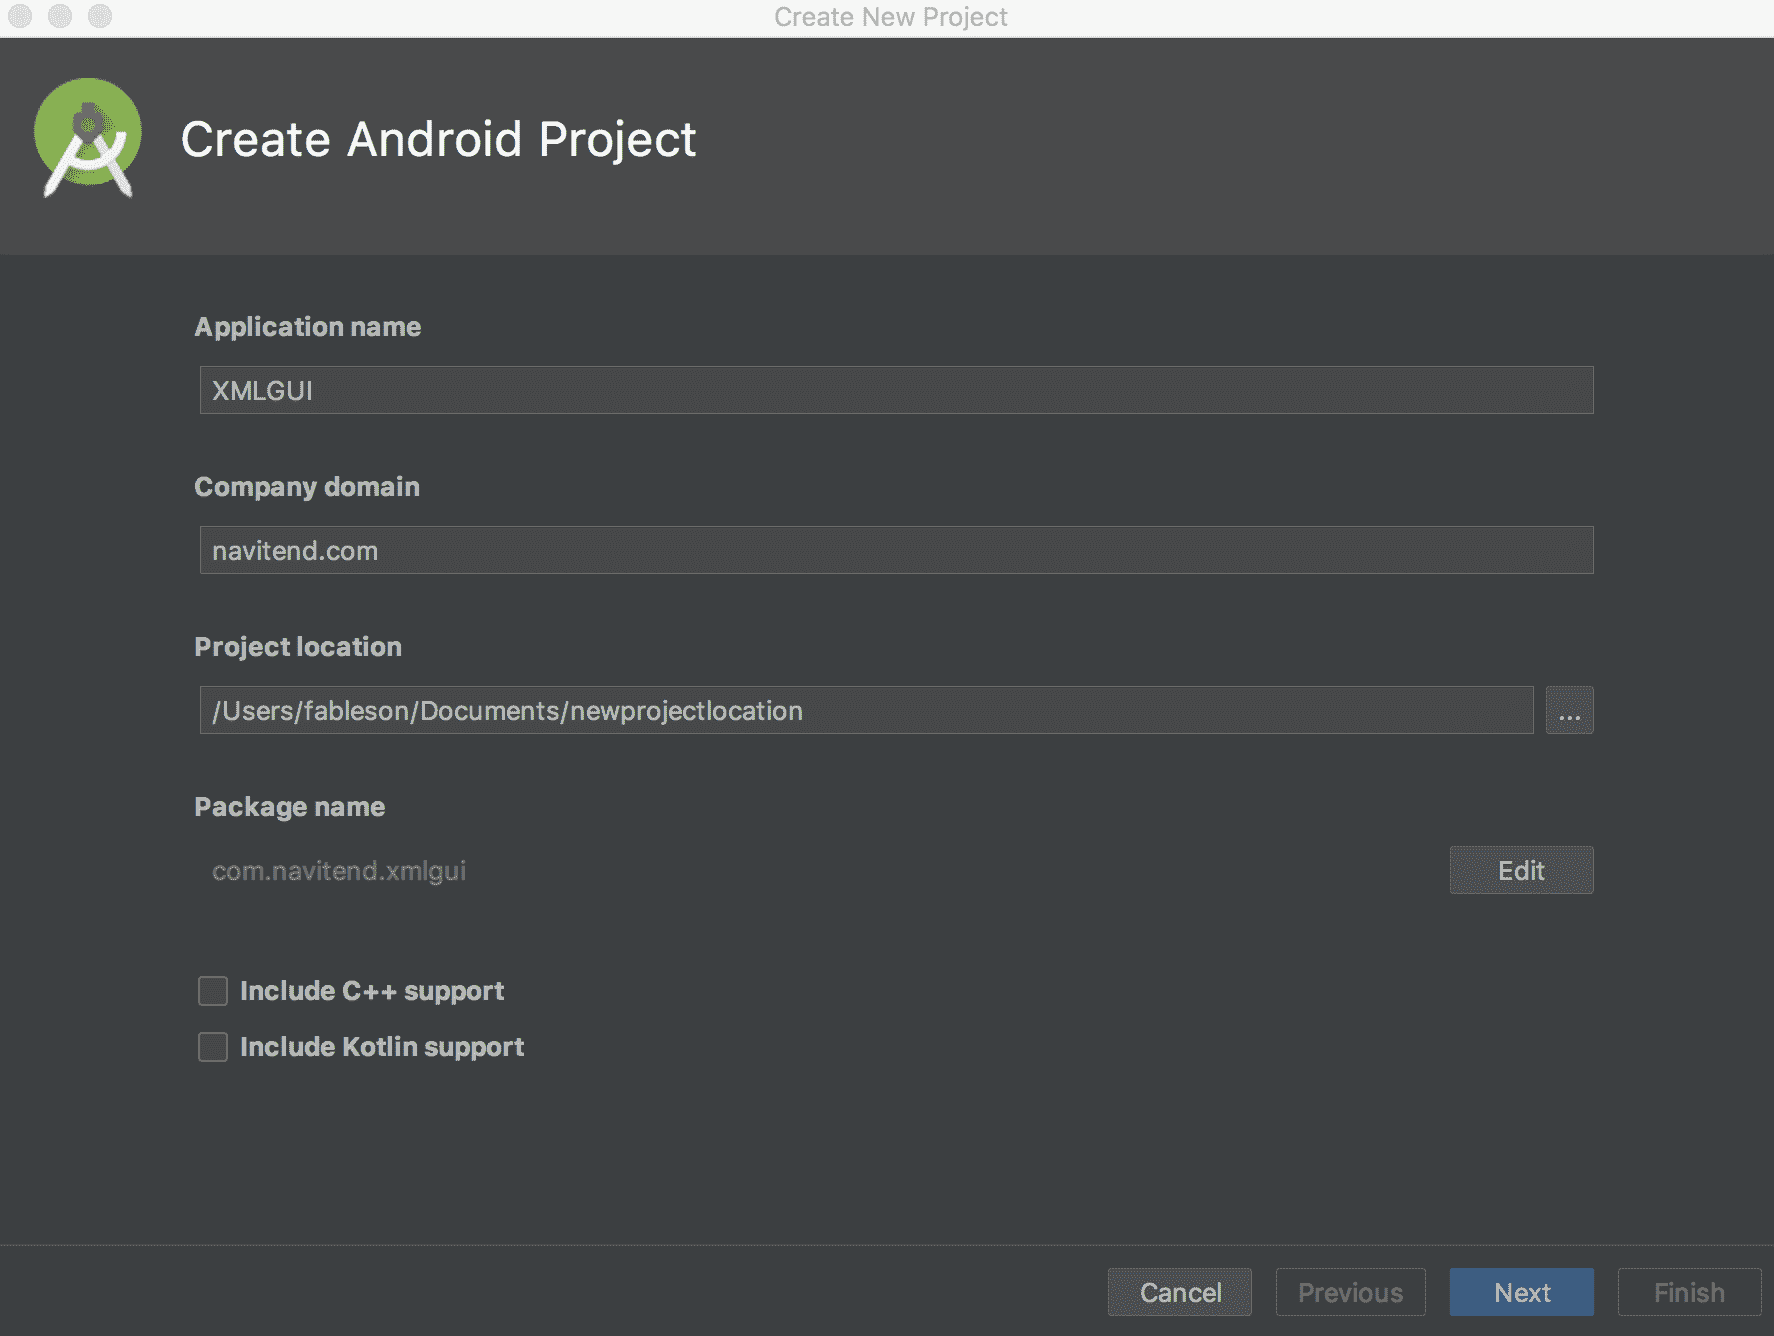 Create New Project
Create Android Project
Application name
XMLGUI
Company domain
navitend.com
Project location
/Users/fableson/Documents/newprojectlocation
...
Package name
com.navitend.xmlgui
Edit
Include C++ support
Include Kotlin support
Cancel
Previous
Next
Finish